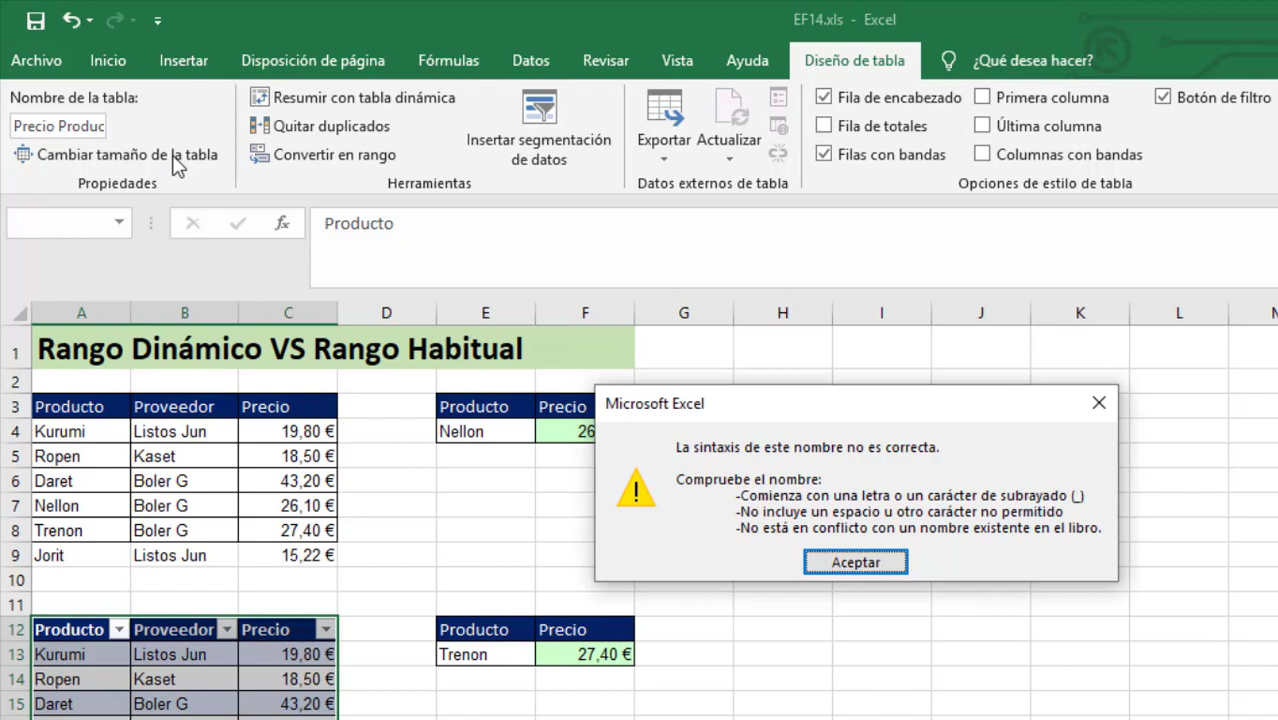 EF14.xls - Excel
Archivo Inicio Insertar Disposición de página Fórmulas Datos Revisar Vista Ayuda Diseño de tabla ¿Qué desea hacer?
Nombre de la tabla:
Precio Produc
Cambiar tamaño de la tabla
Propiedades
Resumir con tabla dinámica
Quitar duplicados
Convertir en rango
Insertar segmentación
de datos
Herramientas
Exportar Actualizar
Datos externos de tabla
Fila de encabezado Primera columna Botón de filtro
Fila de totales Última columna
Filas con bandas Columnas con bandas
Opciones de estilo de tabla
fx Producto
A B C D E F G H I J K L N
1 Rango Dinámico VS Rango Habitual
2
3 Producto Proveedor Precio Producto Precio
4 Kurumi Listos Jun 19,80 € Nellon 26
5 Ropen Kaset 18,50 €
6 Daret Boler G 43,20 €
7 Nellon Boler G 26,10 €
8 Trenon Boler G 27,40 €
9 Jorit Listos Jun 15,22 €
10
11
12 Producto Proveedor Precio Producto Precio
13 Kurumi Listos Jun 19,80 € Trenon 27,40 €
14 Ropen Kaset 18,50 €
15 Daret Boler G 43,20 €
Microsoft Excel
La sintaxis de este nombre no es correcta.
Compruebe el nombre:
-Comienza con una letra o un carácter de subrayado (_)
-No incluye un espacio u otro carácter no permitido
-No está en conflicto con un nombre existente en el libro.
Aceptar